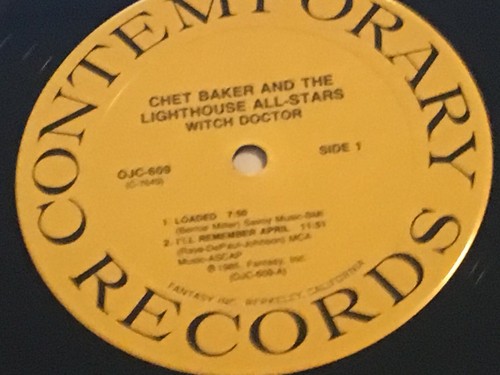 CONTEMPORARY
CHET BAKER AND THE
LIGHTHOUSE ALL-STARS
WITCH DOCTOR
SIDE 1
OJC-609
(C-7649)
1. LOADED 7:50
(Bernie Miller) Swing Music-BMI
2. I'LL REMEMBER APRIL 11:51
(Raye-DePaul-Johnson) MCA
Music-ASCAP
℗ 1985, Fantasy, Inc.
(OJC-609-A)
FANTASY INC. BERKELEY, CALIFORNIA
RECORDS